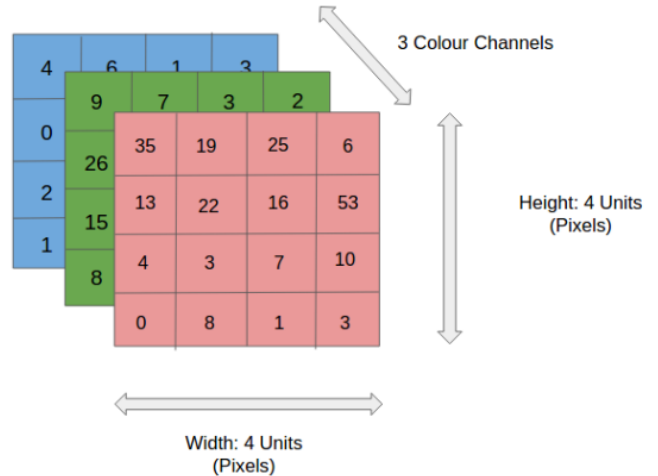 3 Colour Channels
4 6 1 3
9 7 3 2
0
35 19 25 6
26
13 22 16 53
2
15
4 3 7 10
1
8
0 8 1 3
Height: 4 Units
(Pixels)
Width: 4 Units
(Pixels)